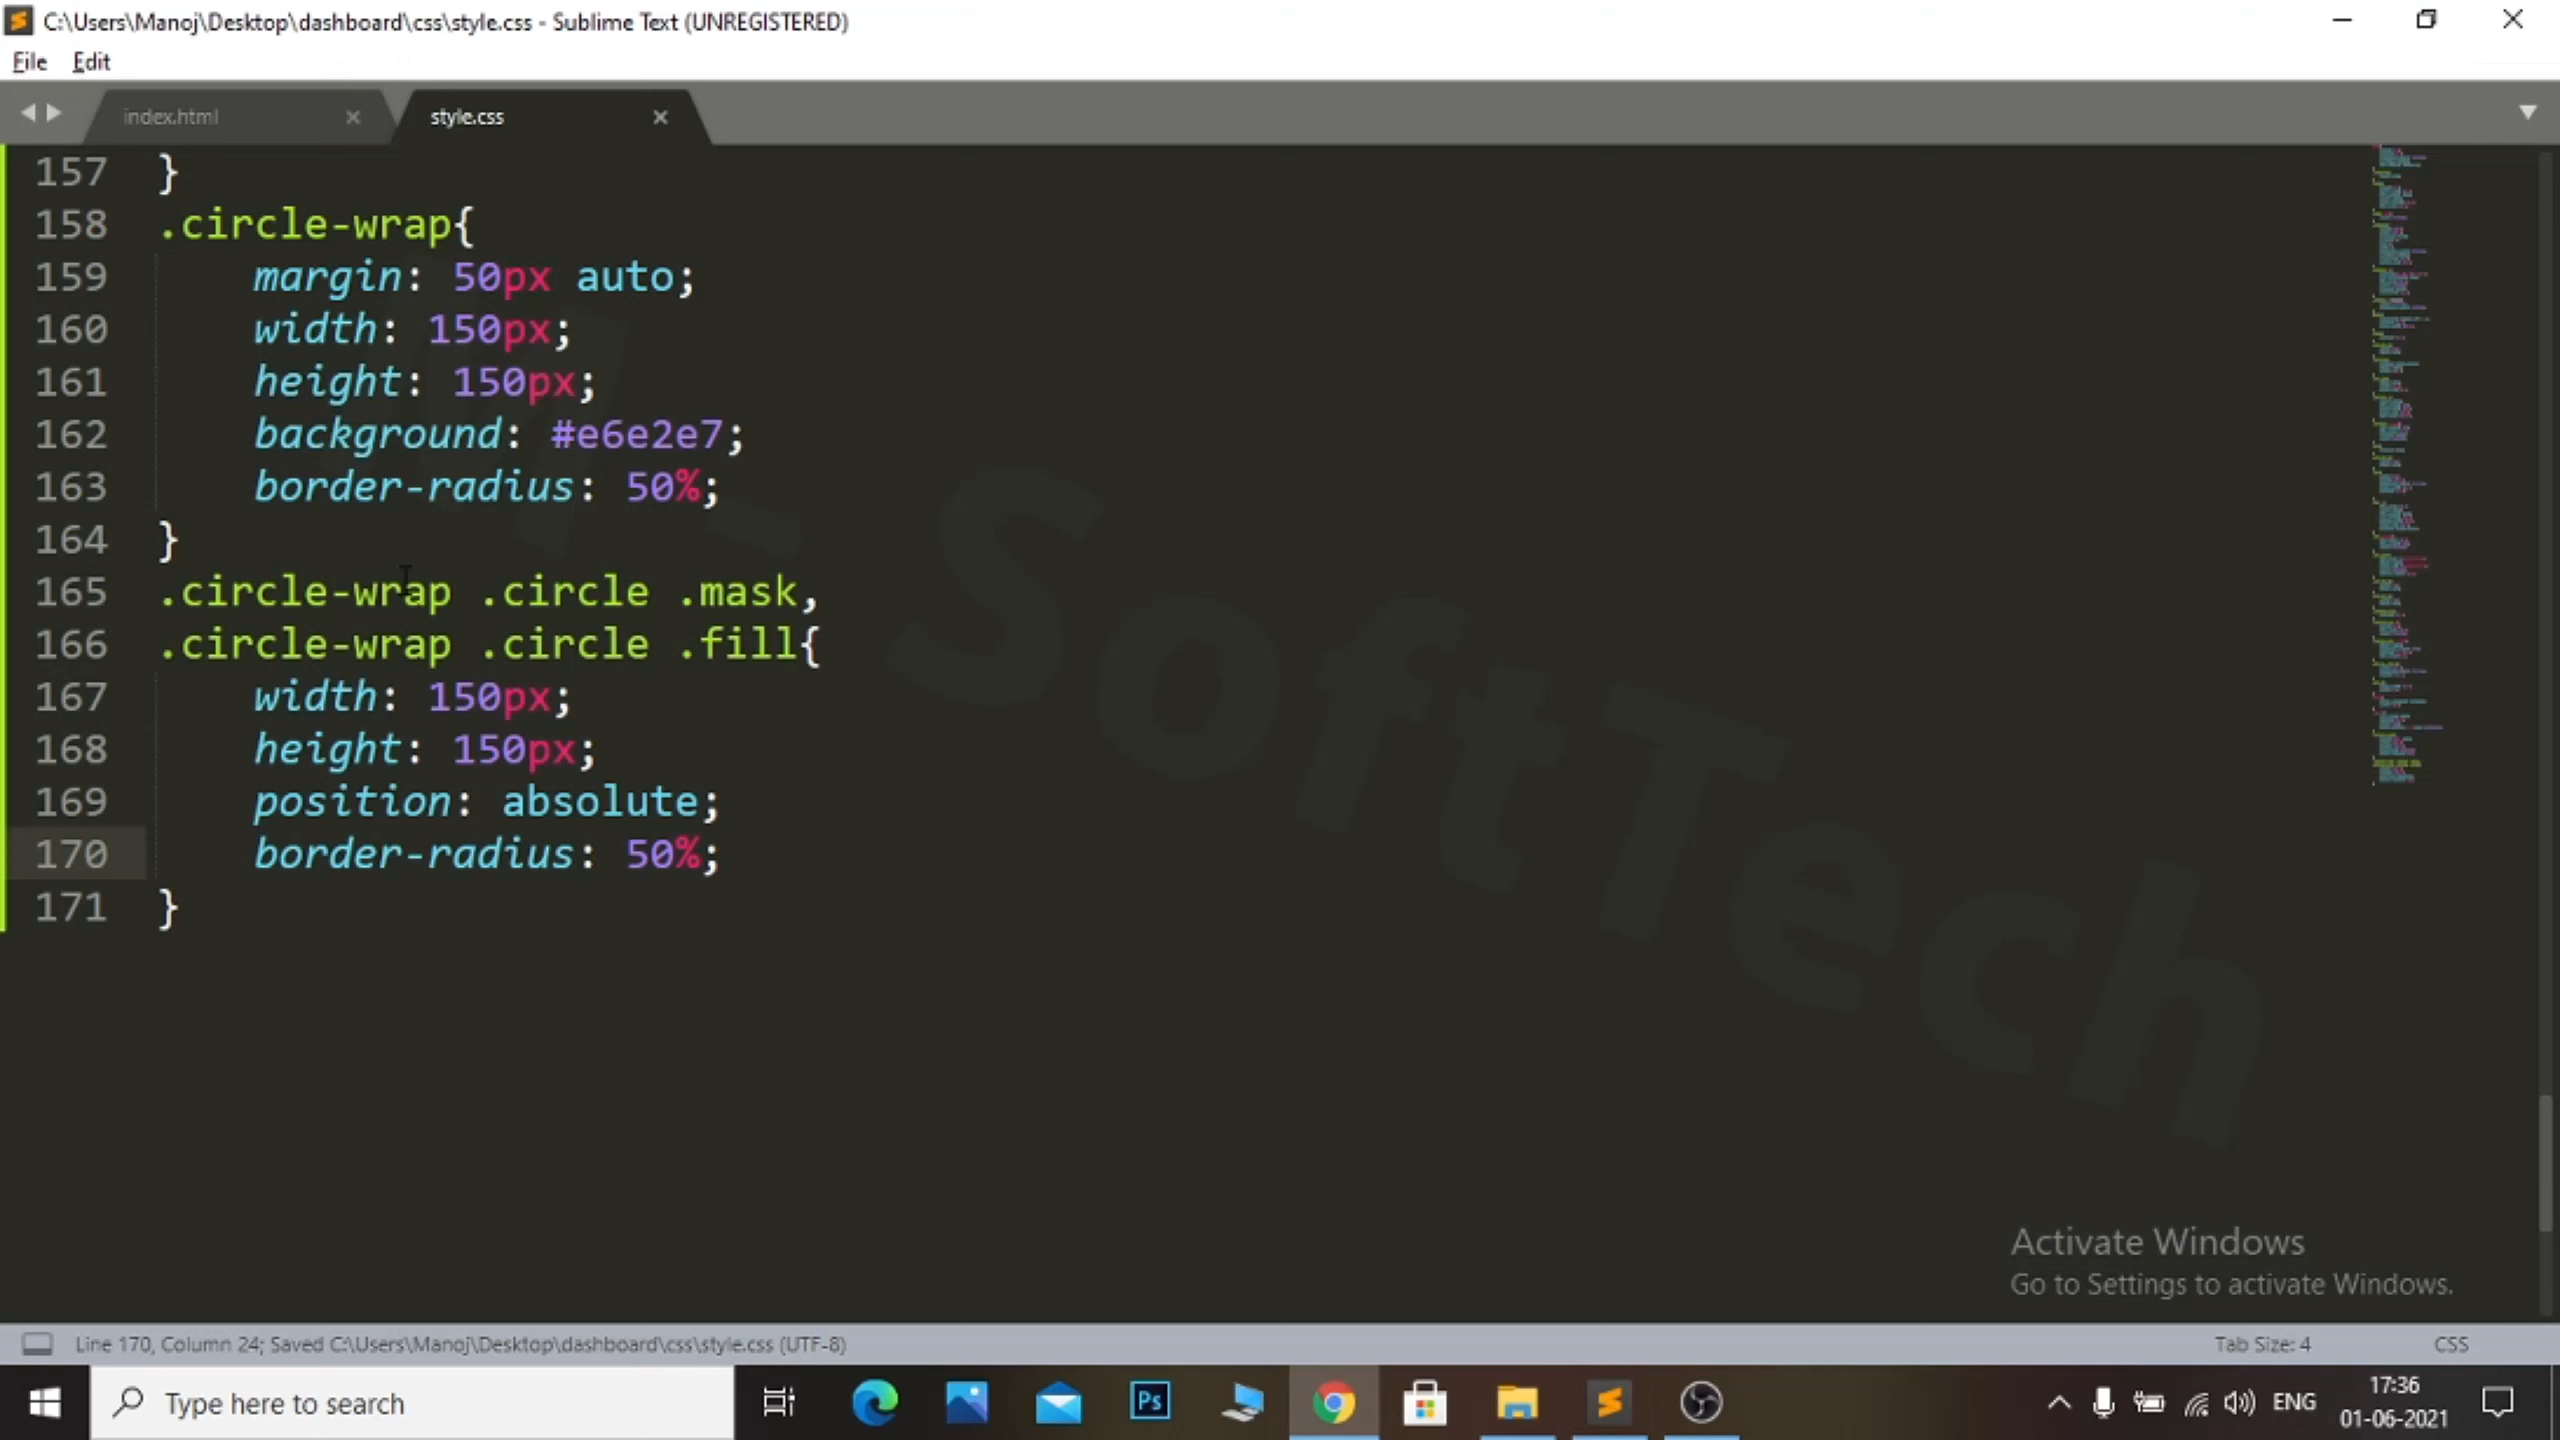 C:\Users\Manoj\Desktop\dashboard\css\style.css - Sublime Text (UNREGISTERED)
File Edit
index.html
style.css
157 }
158 .circle-wrap{
159 margin: 50px auto;
160 width: 150px;
161 height: 150px;
162 background: #e6e2e7;
163 border-radius: 50%;
164 }
165 .circle-wrap .circle .mask,
166 .circle-wrap .circle .fill{
167 width: 150px;
168 height: 150px;
169 position: absolute;
170 border-radius: 50%;
171 }
SoftTech
Activate Windows
Go to Settings to activate Windows.
Line 170, Column 24; Saved C:\Users\Manoj\Desktop\dashboard\css\style.css (UTF-8)
Tab Size: 4
CSS
Type here to search
Ps
ENG
17:36
01-06-2021